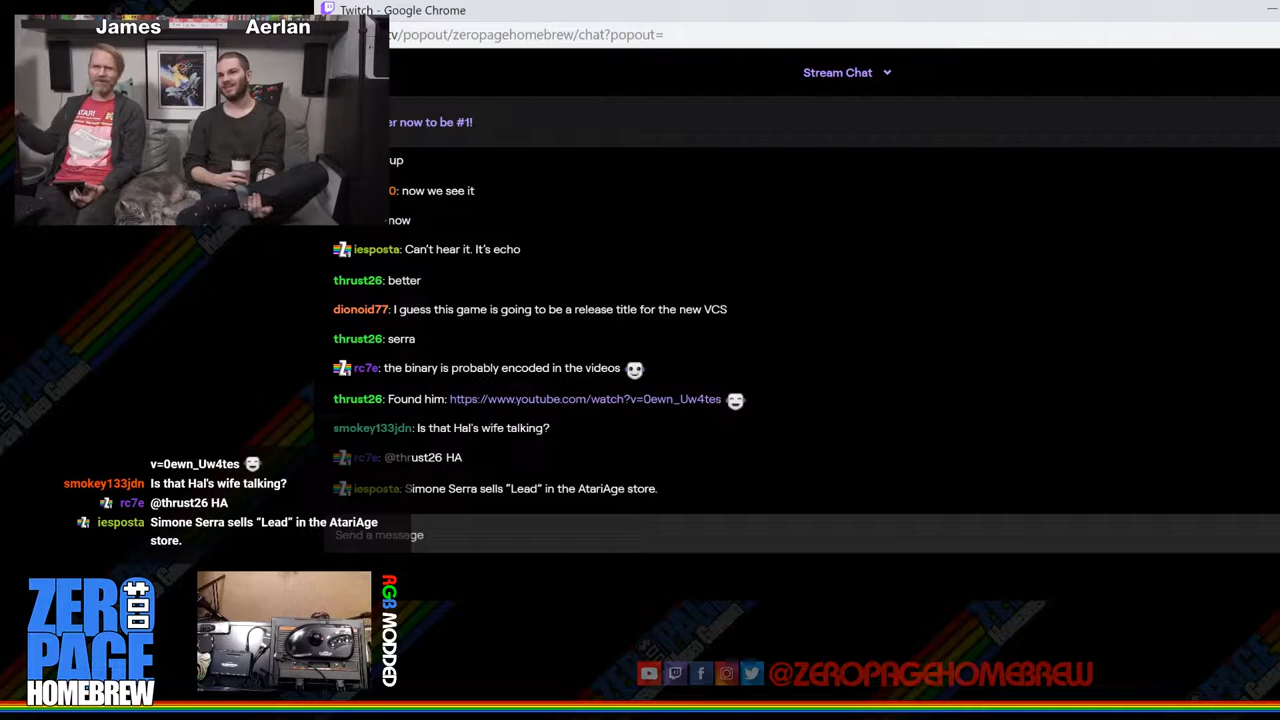 James
Aerlan
Twitch - Google Chrome
v/popout/zeropagehomebrew/chat?popout=
Stream Chat
er now to be #1!
up
0: now we see it
now
iesposta: Can't hear it. It's echo
thrust26: better
dionoid77: I guess this game is going to be a release title for the new VCS
thrust26: serra
rc7e: the binary is probably encoded in the videos
thrust26: Found him: https://www.youtube.com/watch?v=0ewn_Uw4tes
smokey133jdn: Is that Hal's wife talking?
rc7e: @thrust26 HA
iesposta: Simone Serra sells "Lead" in the AtariAge store.
Send a message
v=0ewn_Uw4tes
smokey133jdn Is that Hal's wife talking?
rc7e @thrust26 HA
iesposta Simone Serra sells "Lead" in the AtariAge
store.
ATARI
ZERO
PAGE
HOMEBREW
RGB MODDED
@ZEROPAGEHOMEBREW